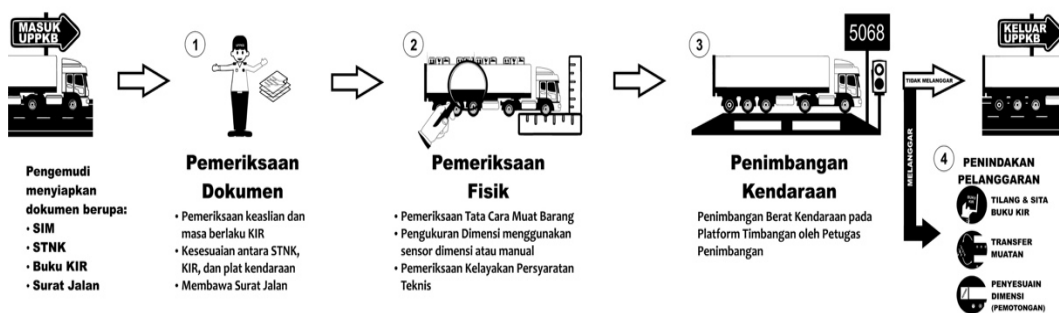 MASUK
UPPKB
Pengemudi
menyiapkan
dokumen berupa:
• SIM
• STNK
• Buku KIR
• Surat Jalan
1
Pemeriksaan
Dokumen
• Pemeriksaan keaslian dan
masa berlaku KIR
• Kesesuaian antara STNK,
KIR, dan plat kendaraan
• Membawa Surat Jalan
2
Pemeriksaan
Fisik
• Pemeriksaan Tata Cara Muat Barang
• Pengukuran Dimensi menggunakan
sensor dimensi atau manual
• Pemeriksaan Kelayakan Persyaratan
Teknis
3
5068
Penimbangan
Kendaraan
Penimbangan Berat Kendaraan pada
Platform Timbangan oleh Petugas
Penimbangan
TIDAK MELANGGAR
MELANGGAR
KELUAR
UPPKB
4
PENINDAKAN
PELANGGARAN
TILANG & SITA
BUKU KIR
TRANSFER
MUATAN
PENYESUAIN
DIMENSI
(PEMOTONGAN)